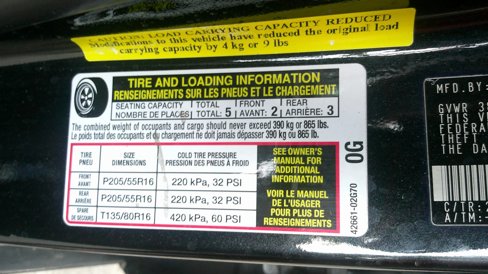 CAUTION: LOAD CARRYING CAPACITY REDUCED
Modifications to this vehicle have reduced the original load
carrying capacity by 4 kg or 9 lbs
TIRE AND LOADING INFORMATION
RENSEIGNEMENTS SUR LES PNEUS ET LE CHARGEMENT
SEATING CAPACITY TOTAL FRONT REAR
NOMBRE DE PLACES TOTAL: 5 AVANT: 2 ARRIÈRE: 3
The combined weight of occupants and cargo should never exceed 390 kg or 865 lbs.
Le poids total des occupants et du chargement ne doit jamais dépasser 390 kg ou 865 lb.
TIRE SIZE COLD TIRE PRESSURE
PNEU DIMENSIONS PRESSION DES PNEUS À FROID
FRONT
AVANT P205/55R16 220 kPa, 32 PSI
REAR
ARRIÈRE P205/55R16 220 kPa, 32 PSI
SPARE
DE SECOURS T135/80R16 420 kPa, 60 PSI
SEE OWNER'S
MANUAL FOR
ADDITIONAL
INFORMATION
VOIR LE MANUEL
DE L'USAGER
POUR PLUS DE
RENSEIGNEMENTS
0G
42661-02G70
MFD. BY:
GVWR
THIS V
FEDERA
THEFT
THE DA
C/TR:
A/TM: